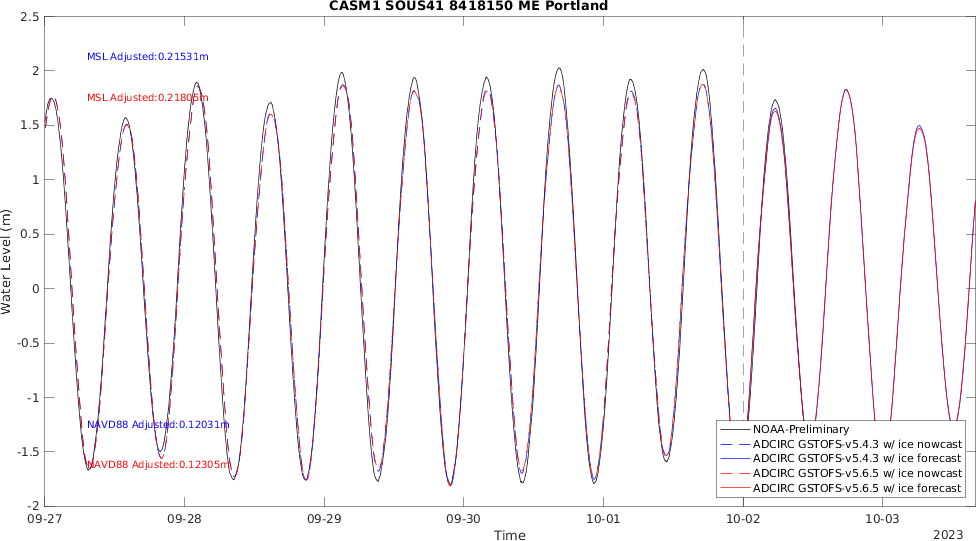 CASM1 SOUS41 8418150 ME Portland
2.5
2
1.5
1
0.5
0
-0.5
-1
-1.5
-2
Water Level (m)
MSL Adjusted:0.21531m
MSL Adjusted:0.21805m
NAVD88 Adjusted:0.12031m
NAVD88 Adjusted:0.12305m
NOAA-Preliminary
ADCIRC GSTOFS-v5.4.3 w/ ice nowcast
ADCIRC GSTOFS-v5.4.3 w/ ice forecast
ADCIRC GSTOFS-v5.6.5 w/ ice nowcast
ADCIRC GSTOFS-v5.6.5 w/ ice forecast
09-27 09-28 09-29 09-30 10-01 10-02 10-03
Time
2023